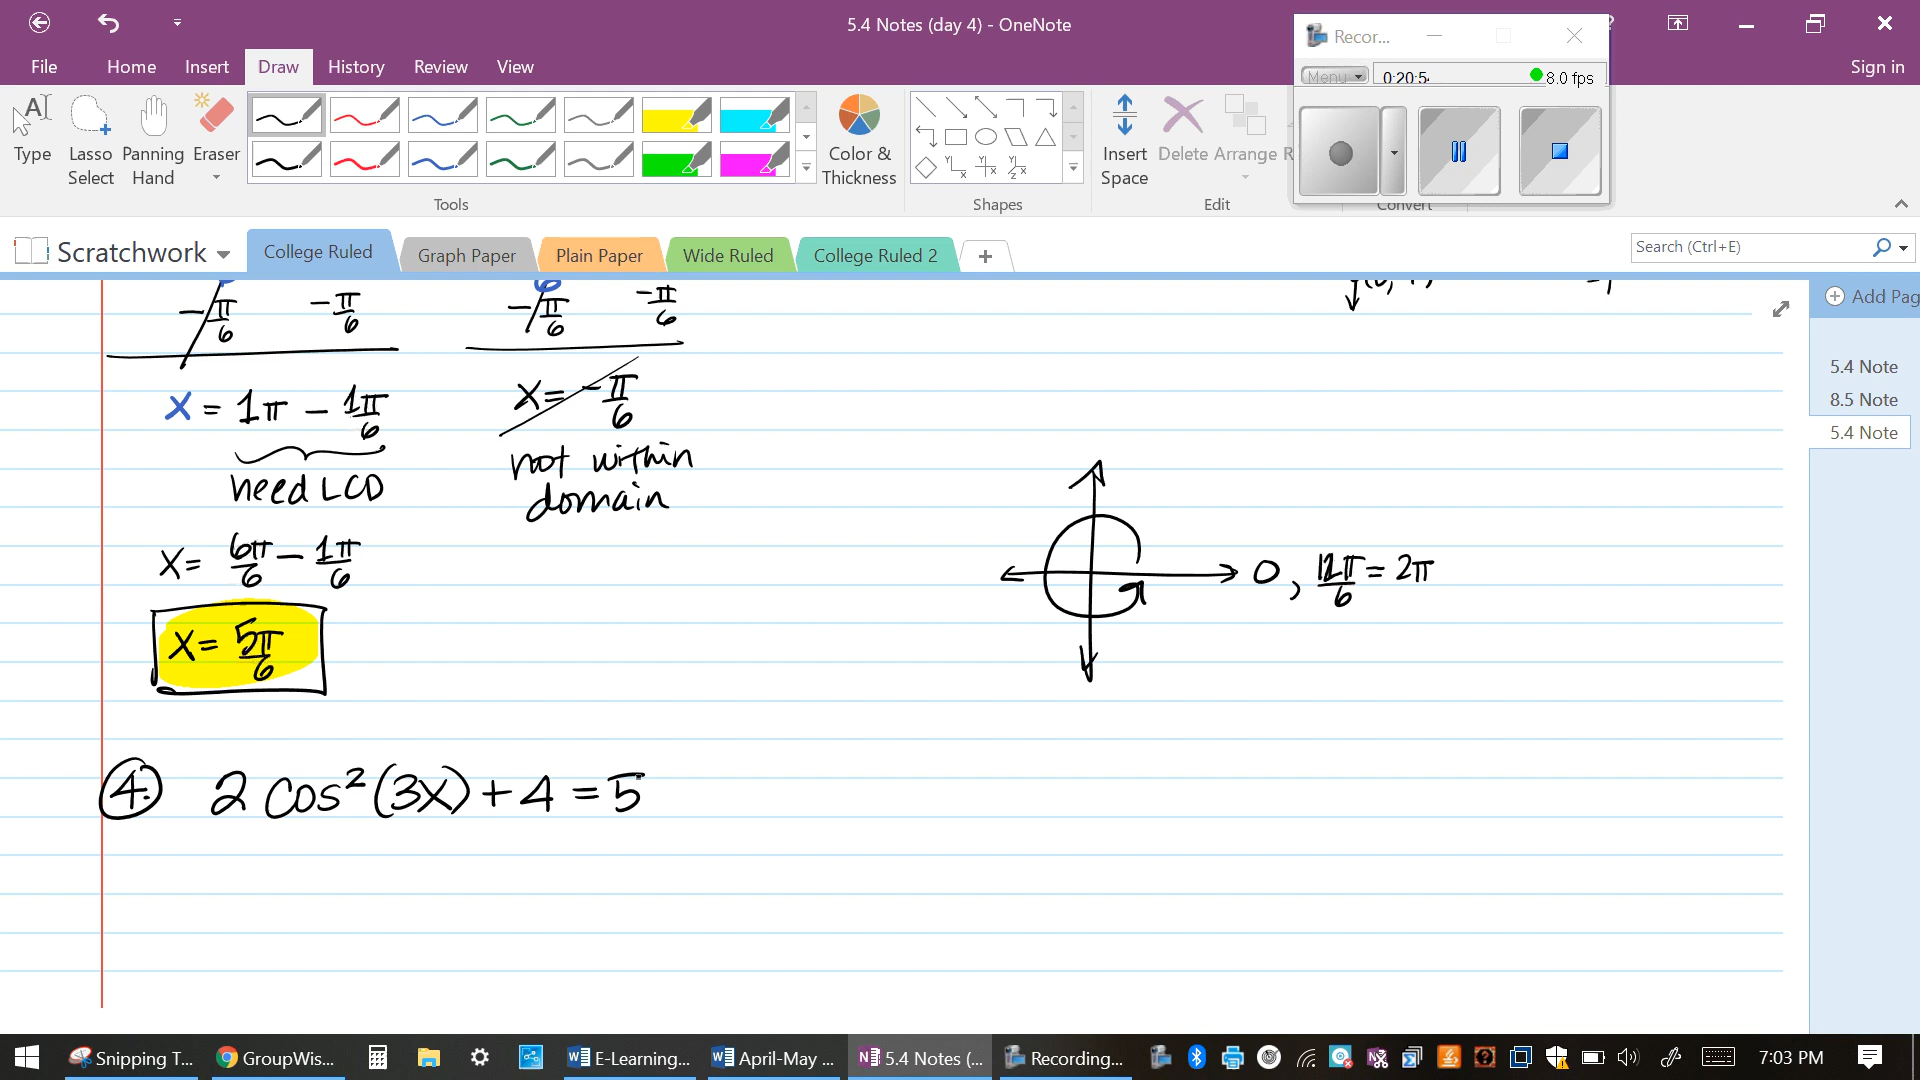 5.4 Notes (day 4) - OneNote
Recor...
File Home Insert Draw History Review View
Sign in
Menu 0:20:54 8.0 fps
Type
Lasso Select
Panning Hand
Eraser
Color & Thickness
Insert Space
Delete
Arrange
Tools
Shapes
Edit
Convert
Scratchwork
College Ruled
Graph Paper
Plain Paper
Wide Ruled
College Ruled 2
Search (Ctrl+E)
Add Pag
5.4 Note
8.5 Note
5.4 Note
-π/6 -π/6
-π/6 -π/6
x = 1π - 1π/6
x = -π/6
need LCD
not within
domain
x = 6π/6 - 1π/6
x = 5π/6
0, 12π/6 = 2π
4. 2 cos²(3x) + 4 = 5
Snipping T...
GroupWis...
E-Learning...
April-May ...
5.4 Notes (...
Recording...
7:03 PM